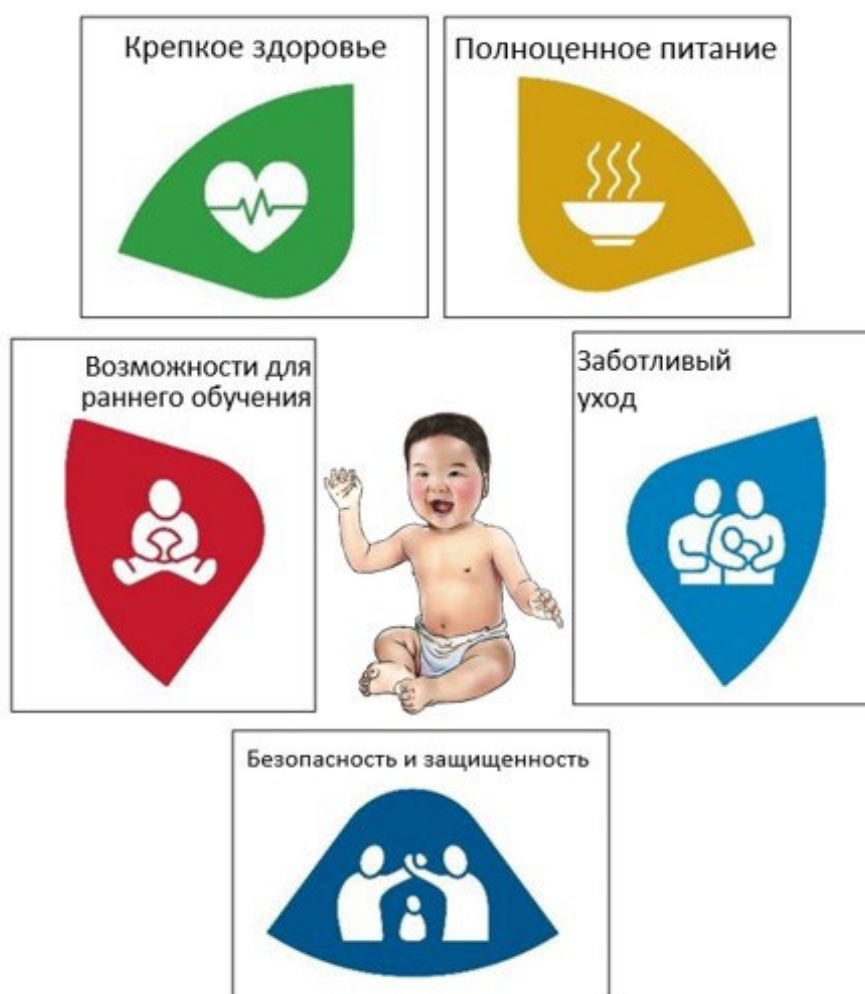 Крепкое здоровье
Полноценное питание
Возможности для
раннего обучения
Заботливый
уход
Безопасность и защищенность